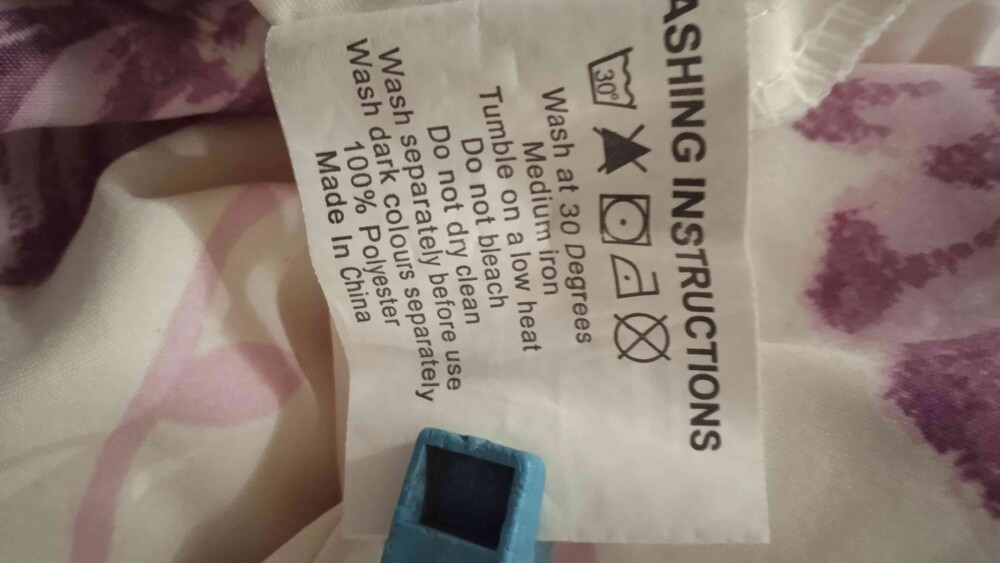 ASHING INSTRUCTIONS
30°
Wash at 30 Degrees
Medium iron
Tumble on a low heat
Do not bleach
Do not dry clean
Wash separately before use
Wash dark colours separately
100% Polyester
Made In China